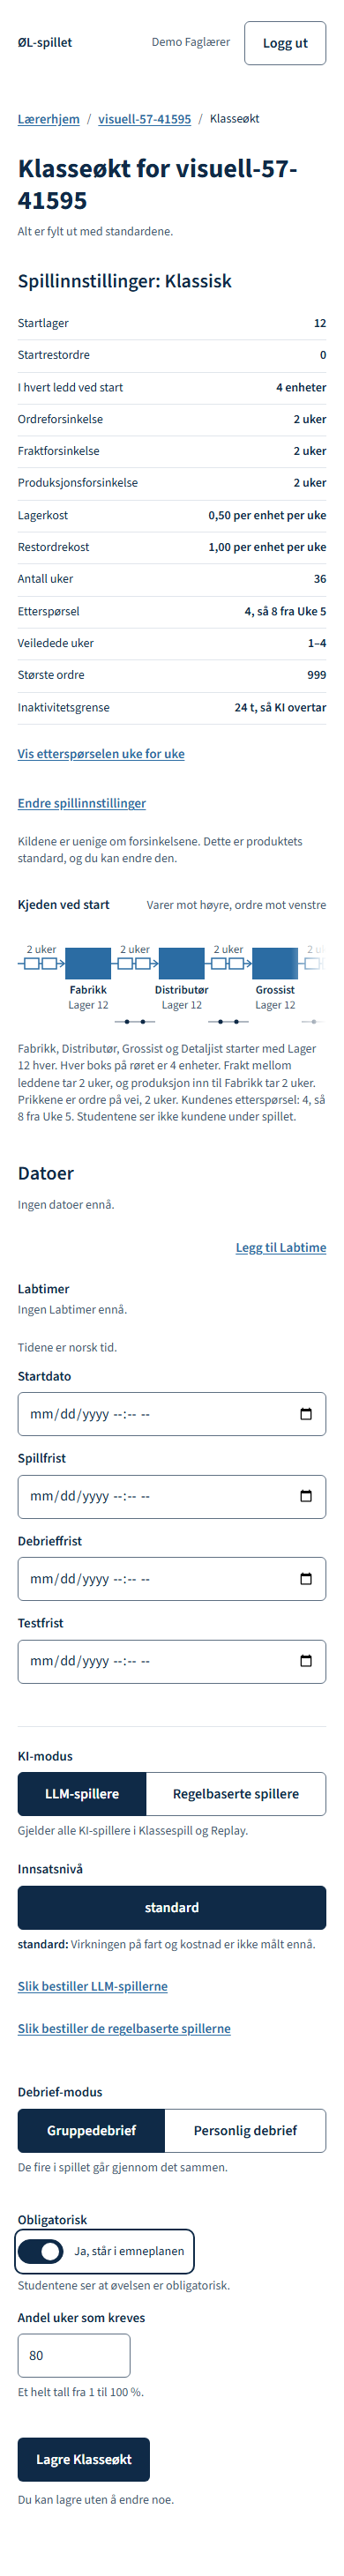 ØL-spillet
Demo Faglærer
Logg ut
Lærerhjem / visuell-57-41595 / Klasseøkt
Klasseøkt for visuell-57-
41595
Alt er fylt ut med standardene.
Spillinnstillinger: Klassisk
Startlager 12
Startrestordre 0
I hvert ledd ved start 4 enheter
Ordreforsinkelse 2 uker
Fraktforsinkelse 2 uker
Produksjonsforsinkelse 2 uker
Lagerkost 0,50 per enhet per uke
Restordrekost 1,00 per enhet per uke
Antall uker 36
Etterspørsel 4, så 8 fra Uke 5
Veiledede uker 1–4
Største ordre 999
Inaktivitetsgrense 24 t, så KI overtar
Vis etterspørselen uke for uke
Endre spillinnstillinger
Kildene er uenige om forsinkelsene. Dette er produktets
standard, og du kan endre den.
Kjeden ved start Varer mot høyre, ordre mot venstre
2 uker 2 uker 2 uker 2
Fabrikk Distributør Grossist
Lager 12 Lager 12 Lager 12
Fabrikk, Distributør, Grossist og Detaljist starter med Lager
12 hver. Hver boks på røret er 4 enheter. Frakt mellom
leddene tar 2 uker, og produksjon inn til Fabrikk tar 2 uker.
Prikkene er ordre på vei, 2 uker. Kundenes etterspørsel: 4, så
8 fra Uke 5. Studentene ser ikke kundene under spillet.
Datoer
Ingen datoer ennå.
Legg til Labtime
Labtimer
Ingen Labtimer ennå.
Tidene er norsk tid.
Startdato
mm/dd/yyyy --:-- --
Spillfrist
mm/dd/yyyy --:-- --
Debrieffrist
mm/dd/yyyy --:-- --
Testfrist
mm/dd/yyyy --:-- --
KI-modus
LLM-spillere Regelbaserte spillere
Gjelder alle KI-spillere i Klassespill og Replay.
Innsatsnivå
standard
standard: Virkningen på fart og kostnad er ikke målt ennå.
Slik bestiller LLM-spillerne
Slik bestiller de regelbaserte spillerne
Debrief-modus
Gruppedebrief Personlig debrief
De fire i spillet går gjennom det sammen.
Obligatorisk
Ja, står i emneplanen
Studentene ser at øvelsen er obligatorisk.
Andel uker som kreves
80
Et helt tall fra 1 til 100 %.
Lagre Klasseøkt
Du kan lagre uten å endre noe.